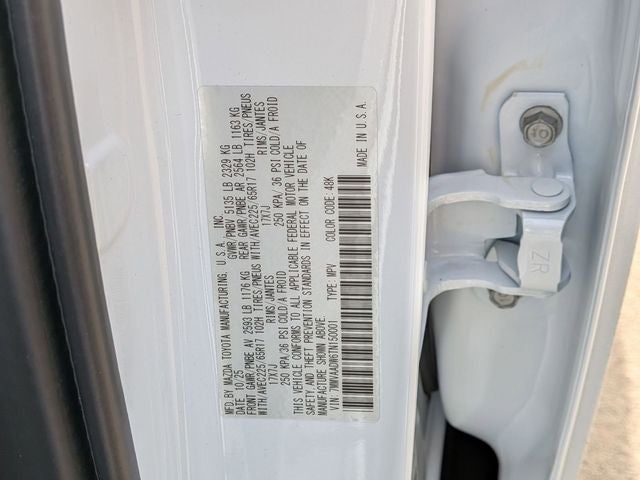 MFD.BY MAZDA TOYOTA MANUFACTURING, U.S.A., INC.
DATE 10/25 GVWR/PNBV 5135 LB 2329 KG
FRONT GAWR/PNBE AV 2593 LB 1176 KG REAR GAWR/PNBE AR 2564 LB 1163 KG
WITH/AVEC225/65R17 102H TIRES/PNEUS WITH/AVEC225/65R17 102H TIRES/PNEUS
RIMS/JANTES RIMS/JANTES
17X7J 17X7J
250 KPA/36 PSI COLD/A FROID 250 KPA/36 PSI COLD/A FROID
THIS VEHICLE CONFORMS TO ALL APPLICABLE FEDERAL MOTOR VEHICLE
SAFETY AND THEFT PREVENTION STANDARDS IN EFFECT ON THE DATE OF
MANUFACTURE SHOWN ABOVE.
VIN: TYPE: MPV COLOR CODE: 48K
MADE IN U.S.A.
10
ZR